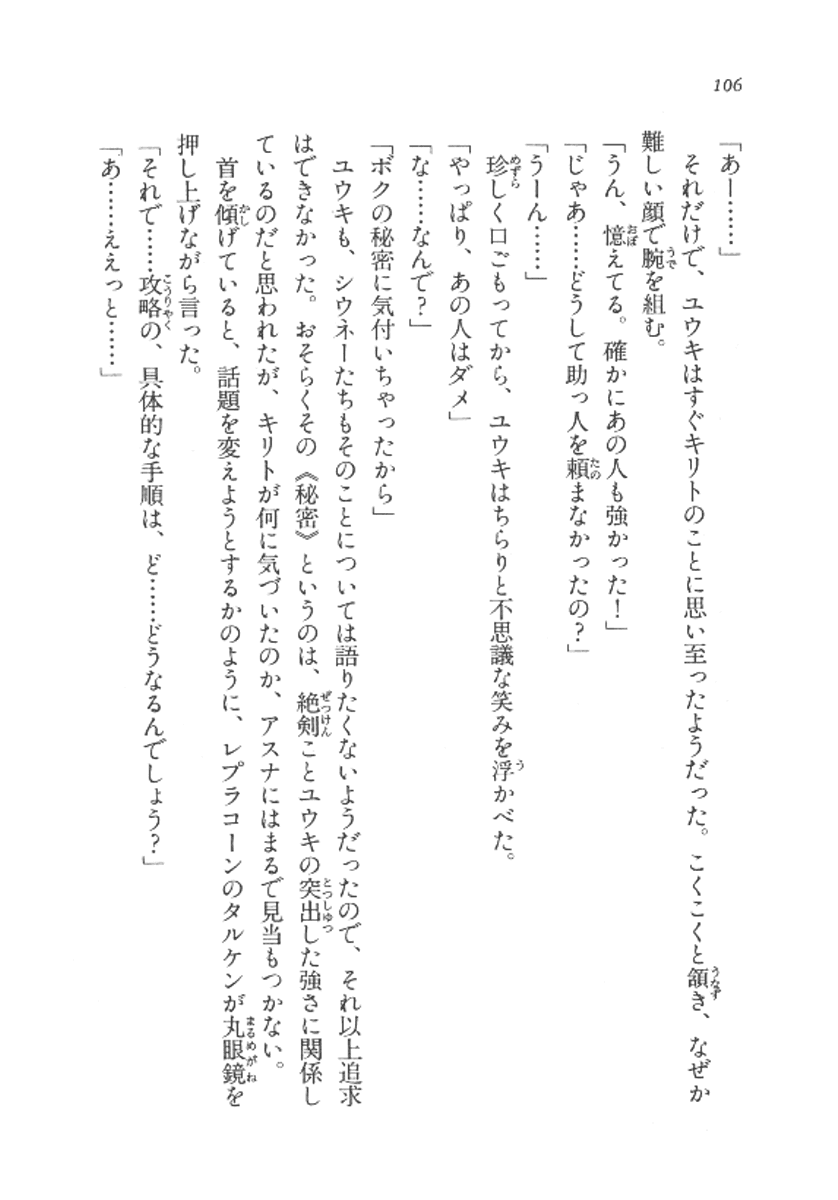 106
「あー……」
それだけで、ユウキはすぐキリトのことに思い至ったようだった。こくこくと頷き、なぜか
難しい顔で腕を組む。
「うん、憶えてる。確かにあの人も強かった！」
「じゃあ……どうして助っ人を頼まなかったの？」
「うーん……」
珍しく口ごもってから、ユウキはちらりと不思議な笑みを浮かべた。
「やっぱり、あの人はダメ」
「な……なんで？」
「ボクの秘密に気付いちゃったから」
ユウキも、シウネーたちもそのことについては語りたくないようだったので、それ以上追求
はできなかった。おそらくその《秘密》というのは、絶剣ことユウキの突出した強さに関係し
ているのだと思われたが、キリトが何に気づいたのか、アスナにはまるで見当もつかない。
首を傾げていると、話題を変えようとするかのように、レプラコーンのタルケンが丸眼鏡を
押し上げながら言った。
「それで……攻略の、具体的な手順は、ど……どうなるんでしょう？」
「あ……ええっと……」